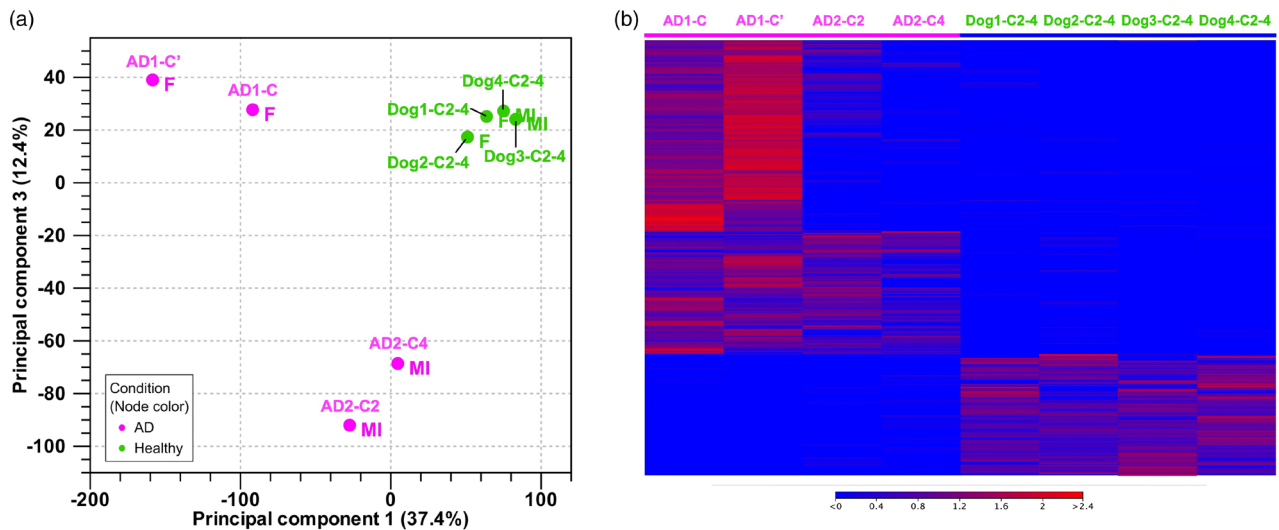 (a)
AD1-C’
F
AD1-C
F
Dog4-C2-4
Dog1-C2-4
F
MI
MI
F
Dog2-C2-4
Dog3-C2-4
AD2-C4
MI
AD2-C2
MI
Condition
(Node color)
AD
Healthy
Principal component 3 (12.4%)
40
20
0
-20
-40
-60
-80
-100
-200
-100
0
100
Principal component 1 (37.4%)
(b)
AD1-C AD1-C’ AD2-C2 AD2-C4 Dog1-C2-4 Dog2-C2-4 Dog3-C2-4 Dog4-C2-4
<0 0.4 0.8 1.2 1.6 2 >2.4